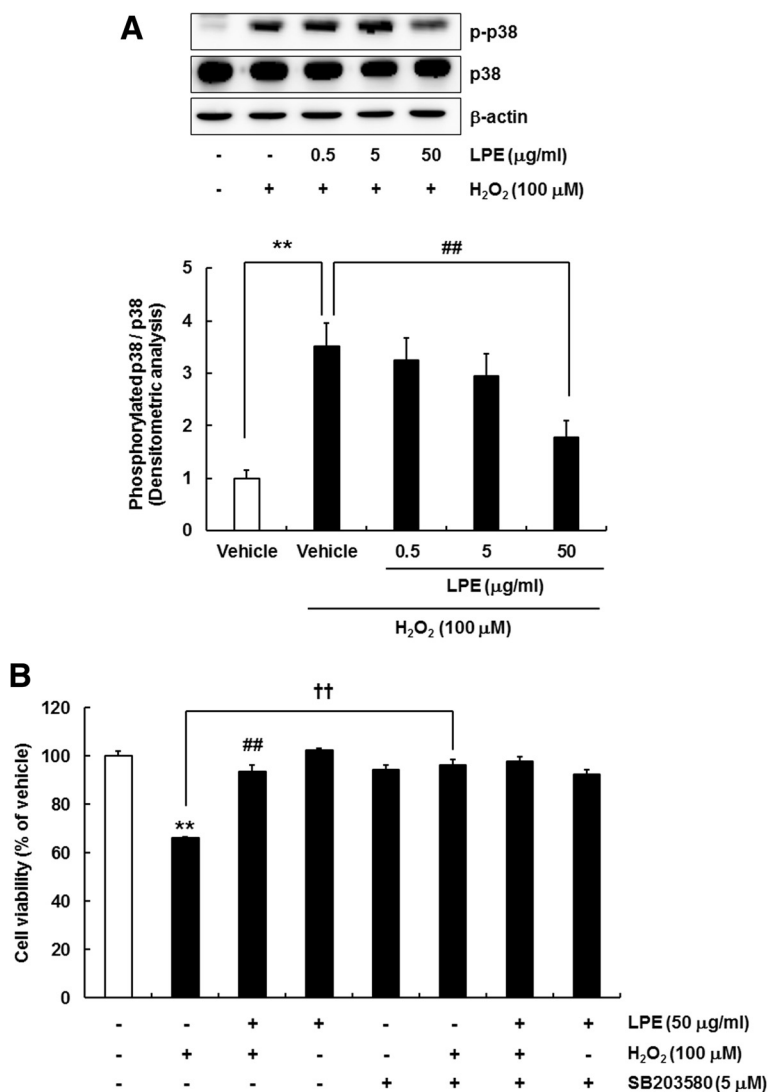 A
p-p38
p38
β-actin
- - 0.5 5 50 LPE (μg/ml)
- + + + + H₂O₂ (100 μM)
** ##
5
4
3
2
1
0
Phosphorylated p38 / p38
(Densitometric analysis)
Vehicle Vehicle 0.5 5 50
LPE (μg/ml)
H₂O₂ (100 μM)
B
††
120
100
80
60
40
20
0
##
**
Cell viability (% of vehicle)
- - + + - - + + LPE (50 μg/ml)
- + + - - + + - H₂O₂ (100 μM)
- - - - + + + + SB203580 (5 μM)